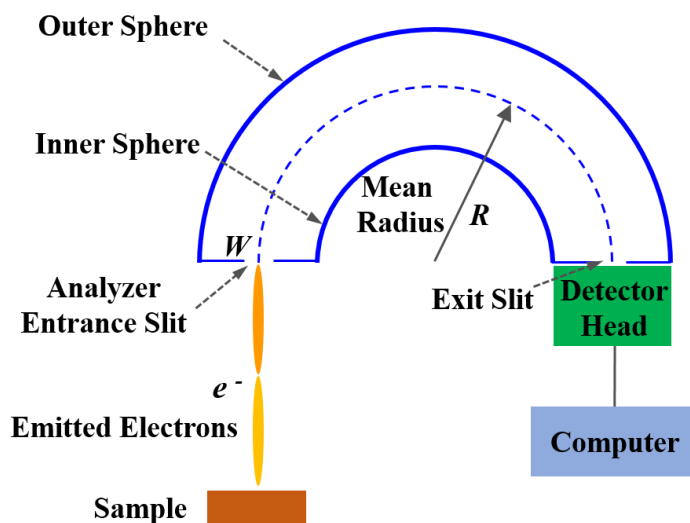 Outer Sphere
Inner Sphere
Mean
Radius
R
W
Analyzer
Entrance Slit
Exit Slit
Detector
Head
e -
Emitted Electrons
Computer
Sample